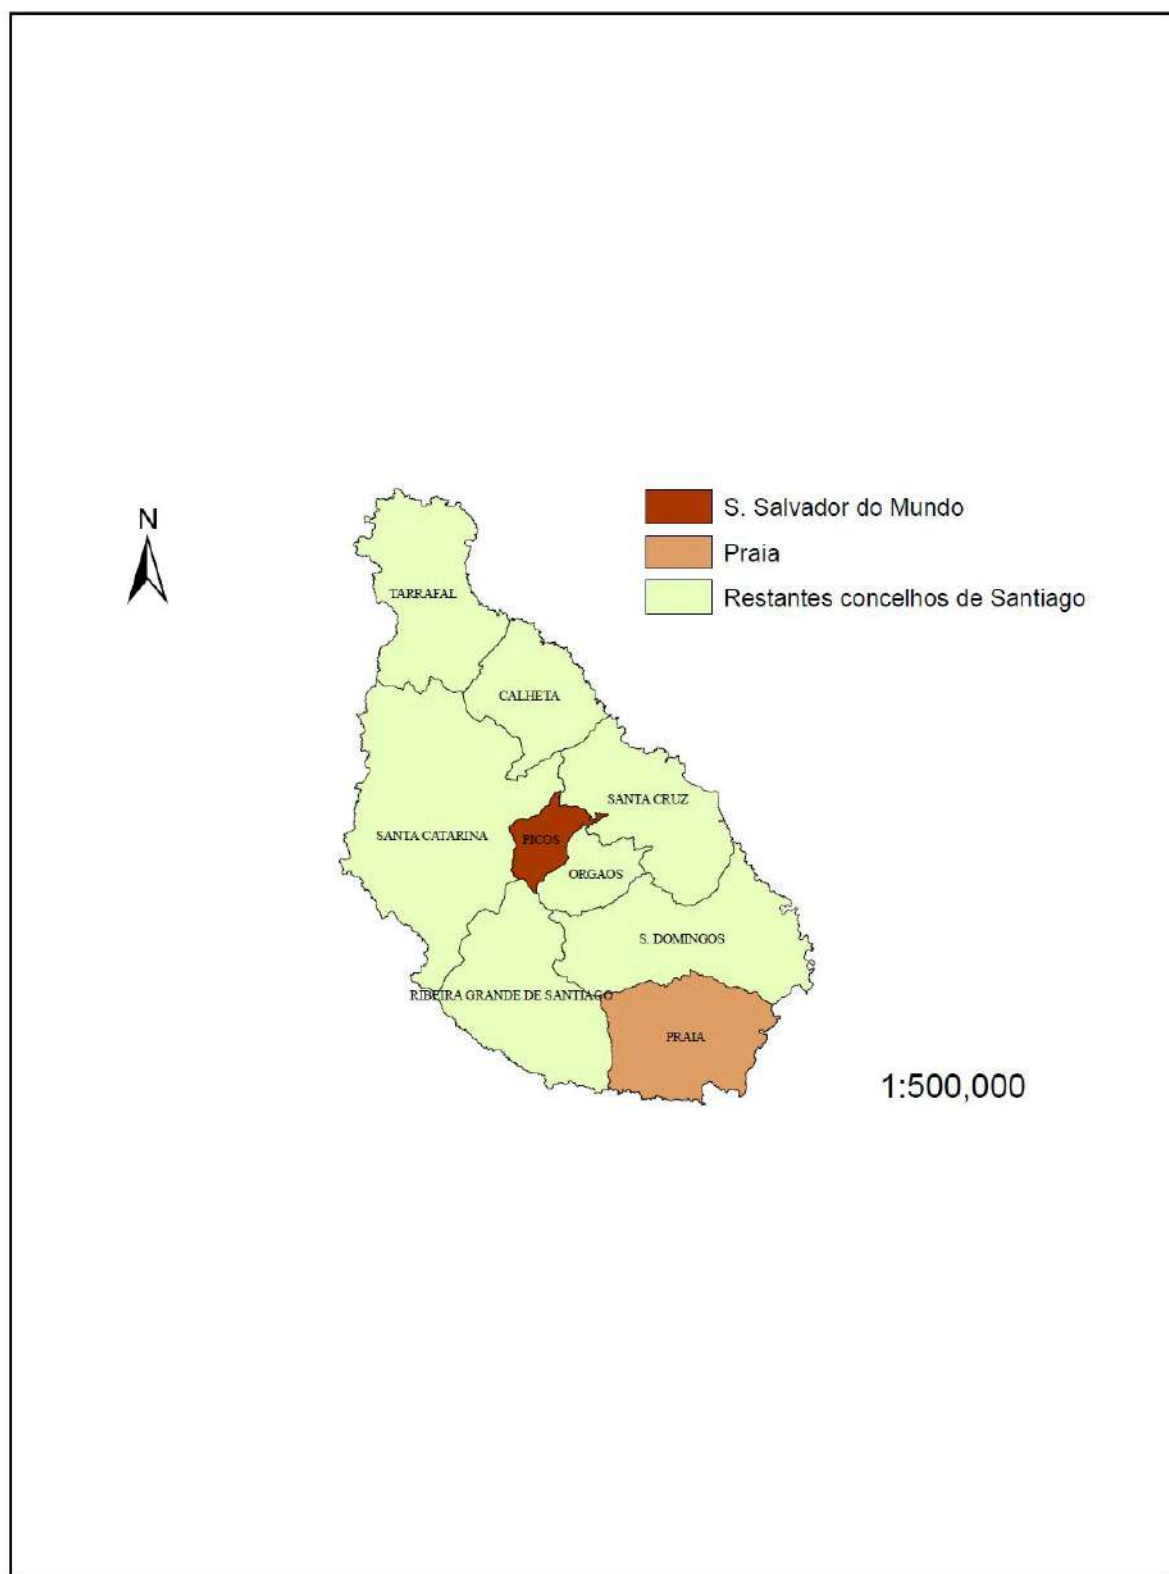 N
S. Salvador do Mundo
Praia
Restantes concelhos de Santiago
TARRAFAL
CALHETA
SANTA CRUZ
SANTA CATARINA
PICOS
ORGAOS
S. DOMINGOS
RIBEIRA GRANDE DE SANTIAGO
PRAIA
1:500,000